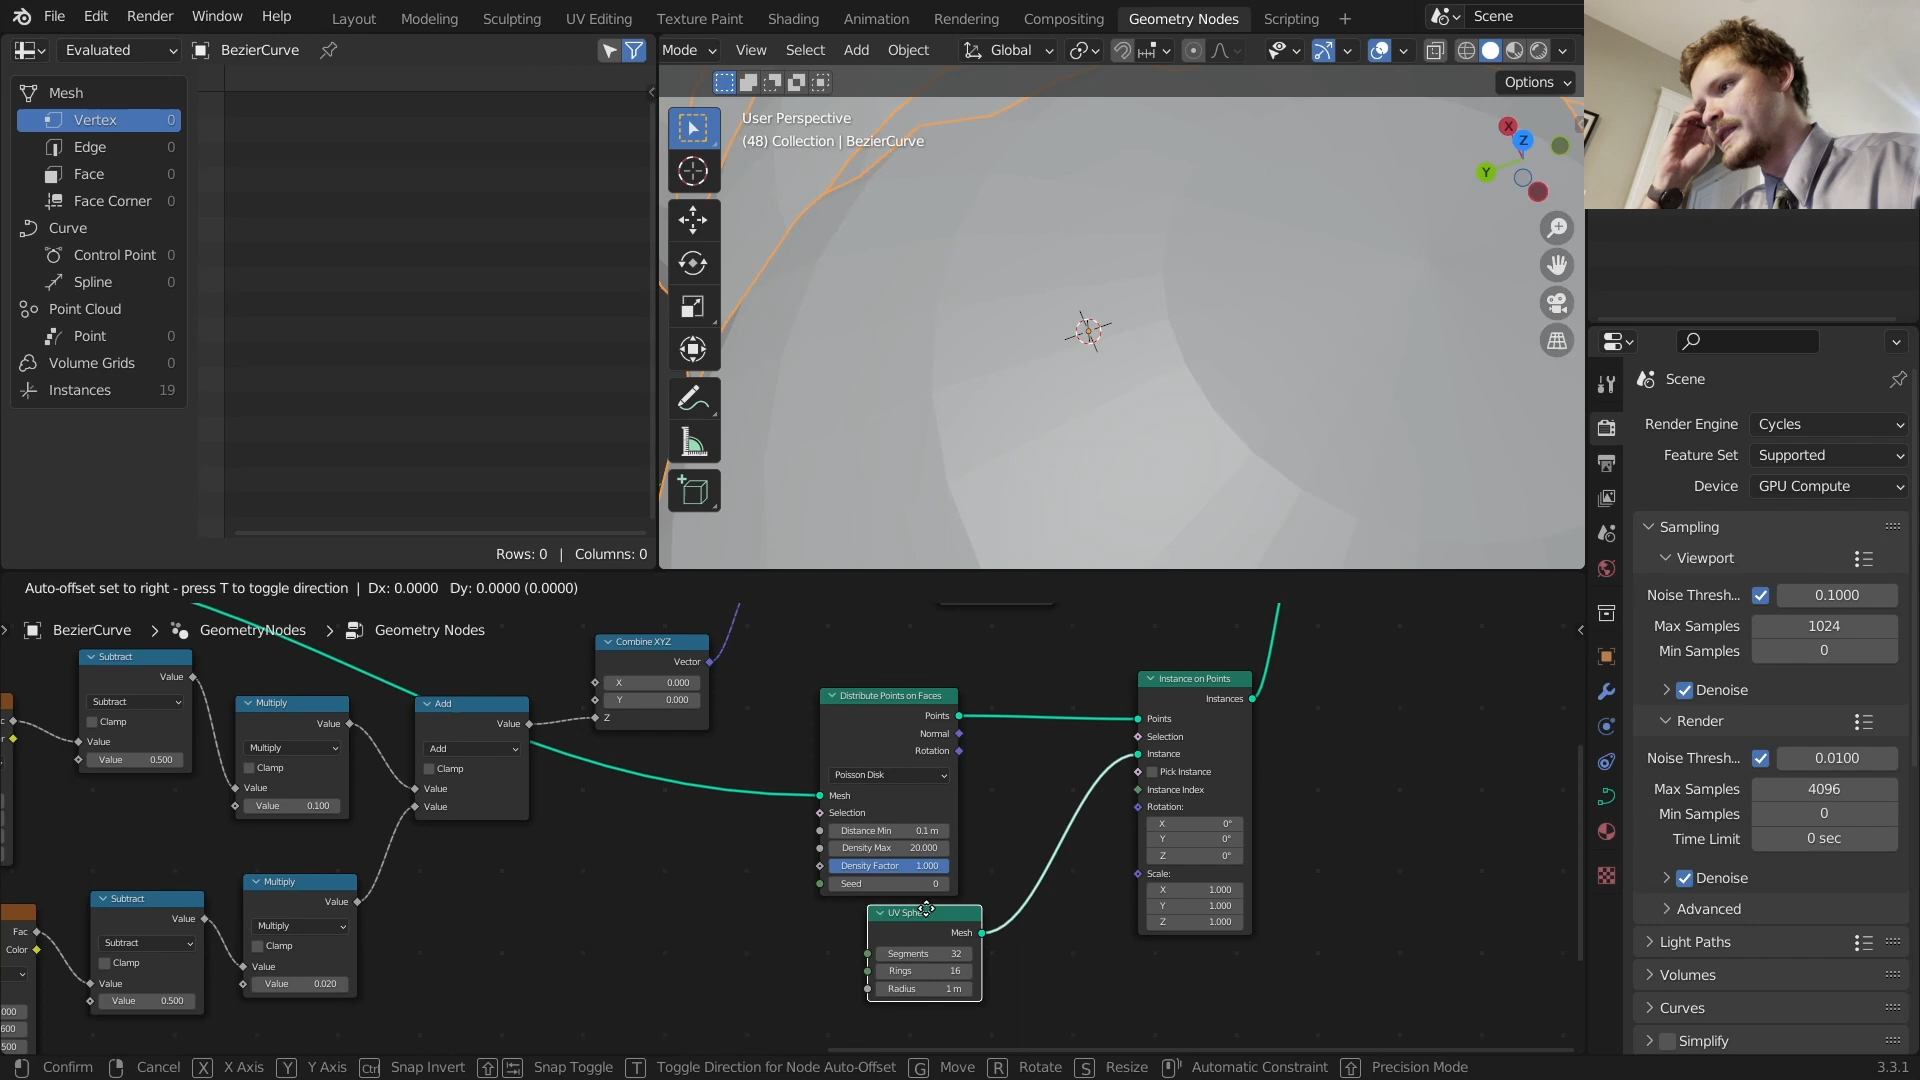 File Edit Render Window Help
Layout Modeling Sculpting UV Editing Texture Paint Shading Animation Rendering Compositing Geometry Nodes Scripting
Scene
Evaluated BezierCurve
Mode View Select Add Object Global
Options
Mesh
Vertex 0
Edge 0
Face 0
Face Corner 0
Curve
Control Point 0
Spline 0
Point Cloud
Point 0
Volume Grids 0
Instances 19
Rows: 0 | Columns: 0
User Perspective
(48) Collection | BezierCurve
X
Z
Y
Scene
Render Engine Cycles
Feature Set Supported
Device GPU Compute
Sampling
Viewport
Noise Thresh... 0.1000
Max Samples 1024
Min Samples 0
Denoise
Render
Noise Thresh... 0.0100
Max Samples 4096
Min Samples 0
Time Limit 0 sec
Denoise
Advanced
Light Paths
Volumes
Curves
Simplify
Auto-offset set to right - press T to toggle direction | Dx: 0.0000 Dy: 0.0000 (0.0000)
BezierCurve > GeometryNodes > Geometry Nodes
Subtract
Value
Subtract
Clamp
Value
Value 0.500
Multiply
Value
Multiply
Clamp
Value
Value 0.100
Add
Value
Add
Clamp
Value
Value
Combine XYZ
Vector
X 0.000
Y 0.000
Z
Fac
Color
000
600
500
Subtract
Value
Subtract
Clamp
Value
Value 0.500
Multiply
Value
Multiply
Clamp
Value
Value 0.020
Distribute Points on Faces
Points
Normal
Rotation
Poisson Disk
Mesh
Selection
Distance Min 0.1 m
Density Max 20.000
Density Factor 1.000
Seed 0
UV Sphe
Mesh
Segments 32
Rings 16
Radius 1 m
Instance on Points
Instances
Points
Selection
Instance
Pick Instance
Instance Index
Rotation:
X 0°
Y 0°
Z 0°
Scale:
X 1.000
Y 1.000
Z 1.000
Confirm Cancel X X Axis Y Y Axis Ctrl Snap Invert Snap Toggle T Toggle Direction for Node Auto-Offset G Move R Rotate S Resize Automatic Constraint Precision Mode 3.3.1